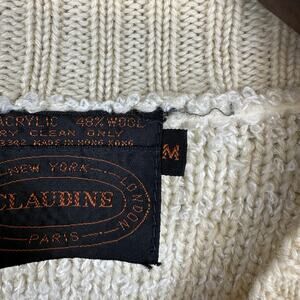 ACRYLIC 48% WOOL
DRY CLEAN ONLY
MADE IN HONG KONG
M
NEW YORK
LONDON
CLAUDINE
PARIS